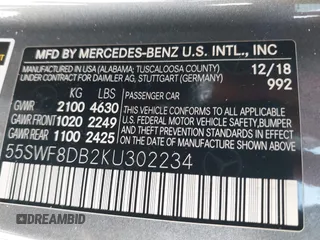 MFD BY MERCEDES-BENZ U.S. INTL., INC
MANUFACTURED IN USA (ALABAMA; TUSCALOOSA COUNTY)
UNDER CONTRACT FOR DAIMLER AG, STUTTGART (GERMANY)
12/18
992
KG LBS
PASSENGER CAR
GVWR 2100 4630
GAWR FRONT 1020 2249
GAWR REAR 1100 2425
THIS VEHICLE CONFORMS TO ALL APPLICABLE
U.S. FEDERAL MOTOR VEHICLE SAFETY, BUMPER
AND THEFT PREVENTION STANDARDS IN EFFECT ON
THE DATE OF MANUFACTURE SHOWN ABOVE
55SWF8DB2KU302234
STATVIN